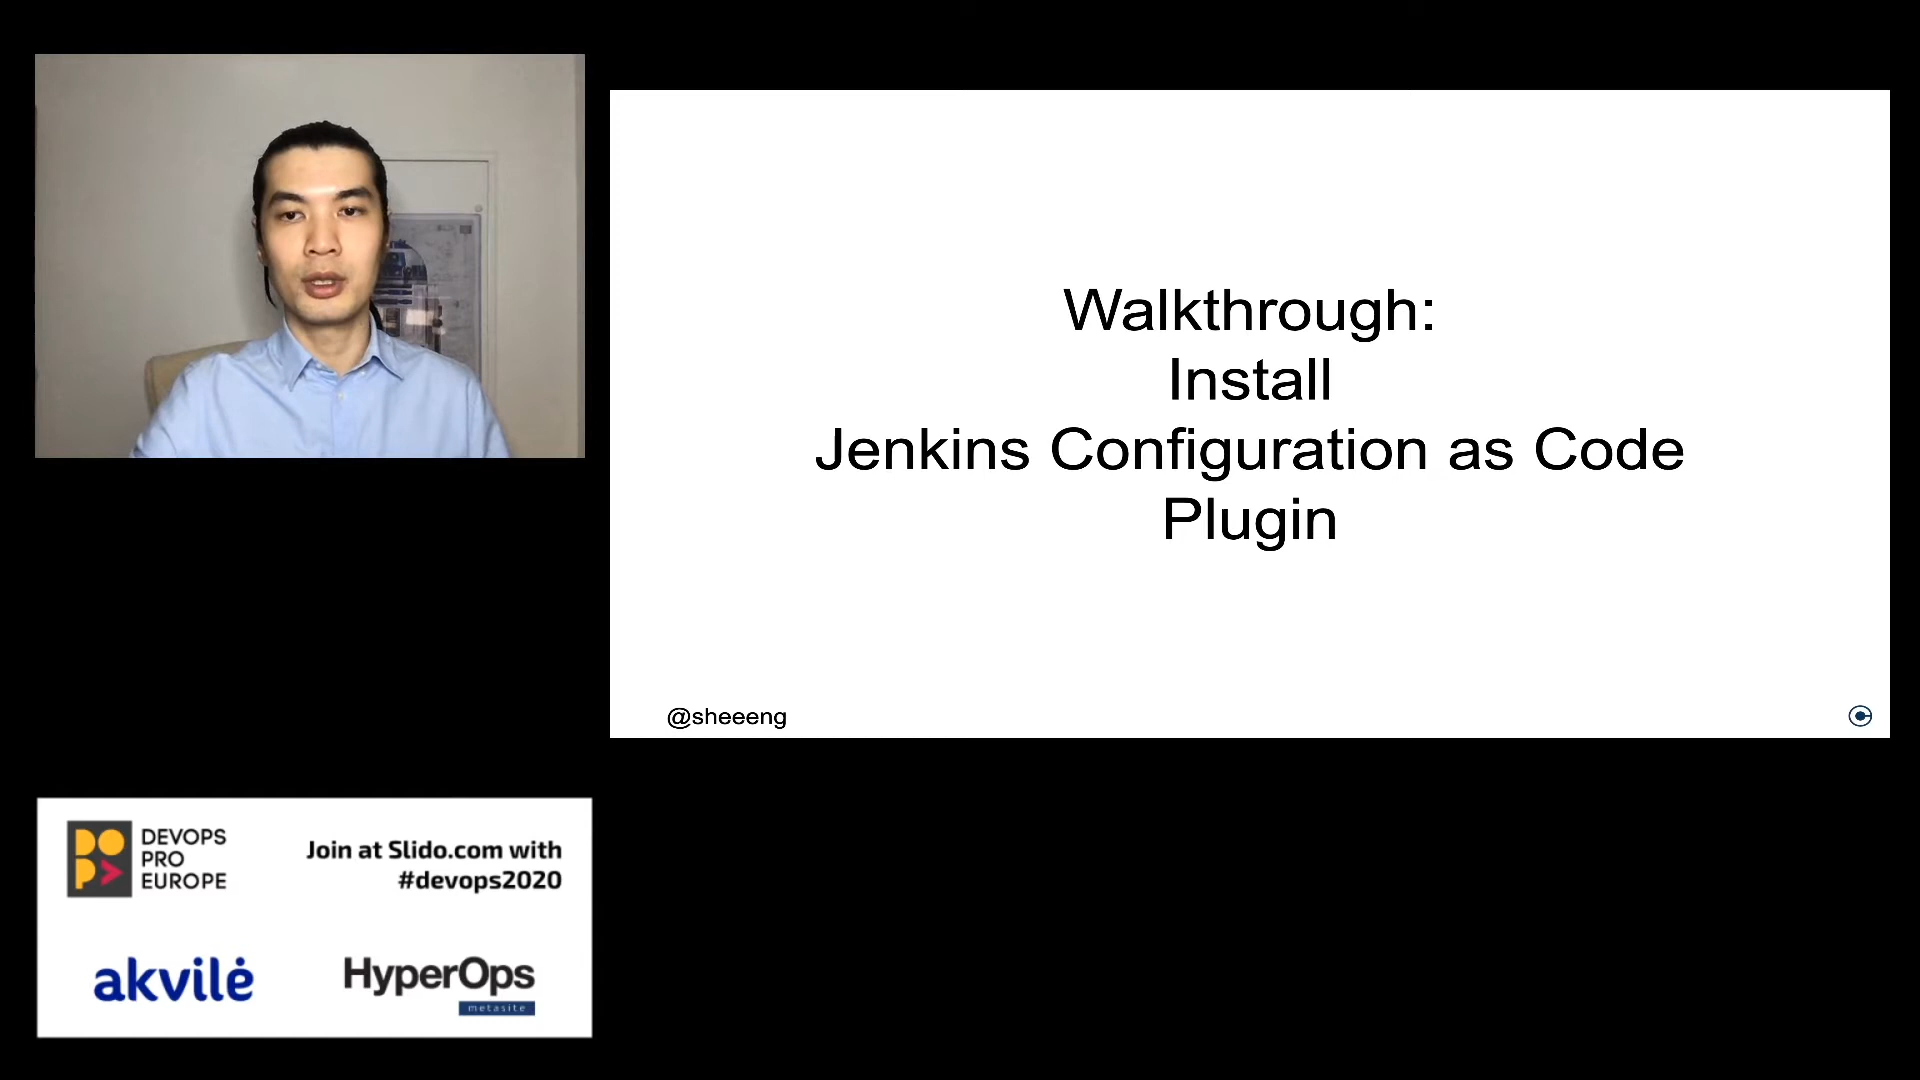 Walkthrough:
Install
Jenkins Configuration as Code
Plugin
@sheeeng
DEVOPS
PRO
EUROPE
Join at Slido.com with
#devops2020
akvilė
HyperOps
metasite